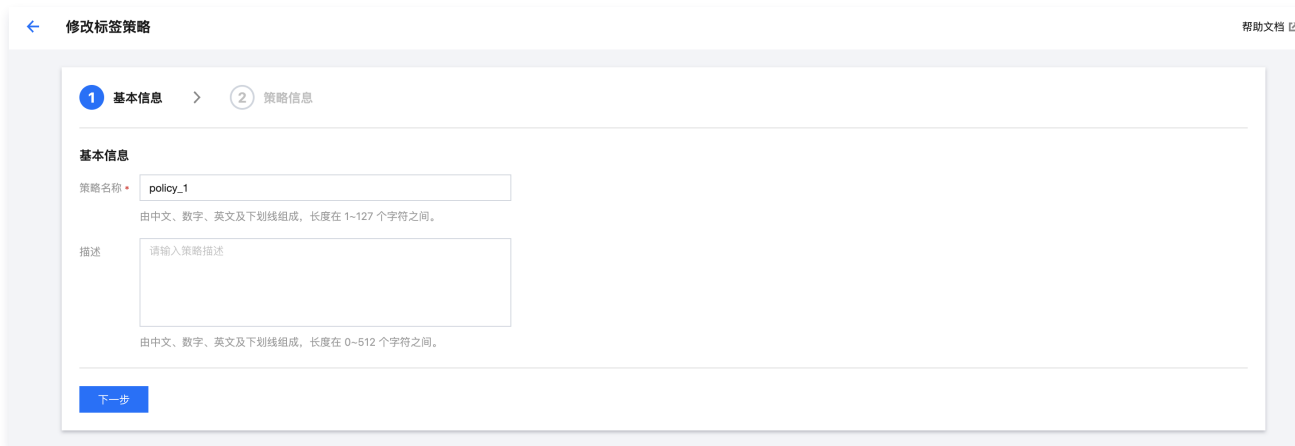 修改标签策略
帮助文档
1 基本信息 > 2 策略信息
基本信息
策略名称 • policy_1
由中文、数字、英文及下划线组成，长度在 1~127 个字符之间。
描述 请输入策略描述
由中文、数字、英文及下划线组成，长度在 0~512 个字符之间。
下一步